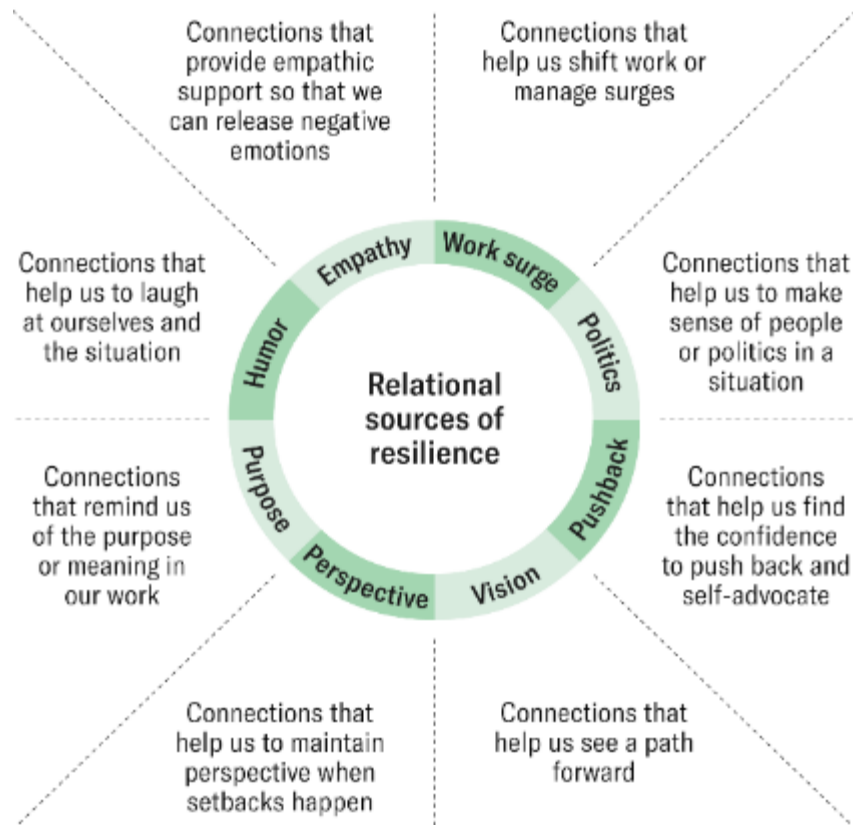 Connections that
provide empathic
support so that we
can release negative
emotions
Connections that
help us shift work or
manage surges
Connections that
help us to laugh
at ourselves and
the situation
Connections that
help us to make
sense of people
or politics in a
situation
Empathy
Work surge
Humor
Politics
Relational
sources of
resilience
Purpose
Pushback
Perspective
Vision
Connections
that remind us
of the purpose
or meaning in
our work
Connections
that help us find
the confidence
to push back and
self-advocate
Connections that
help us to maintain
perspective when
setbacks happen
Connections that
help us see a path
forward